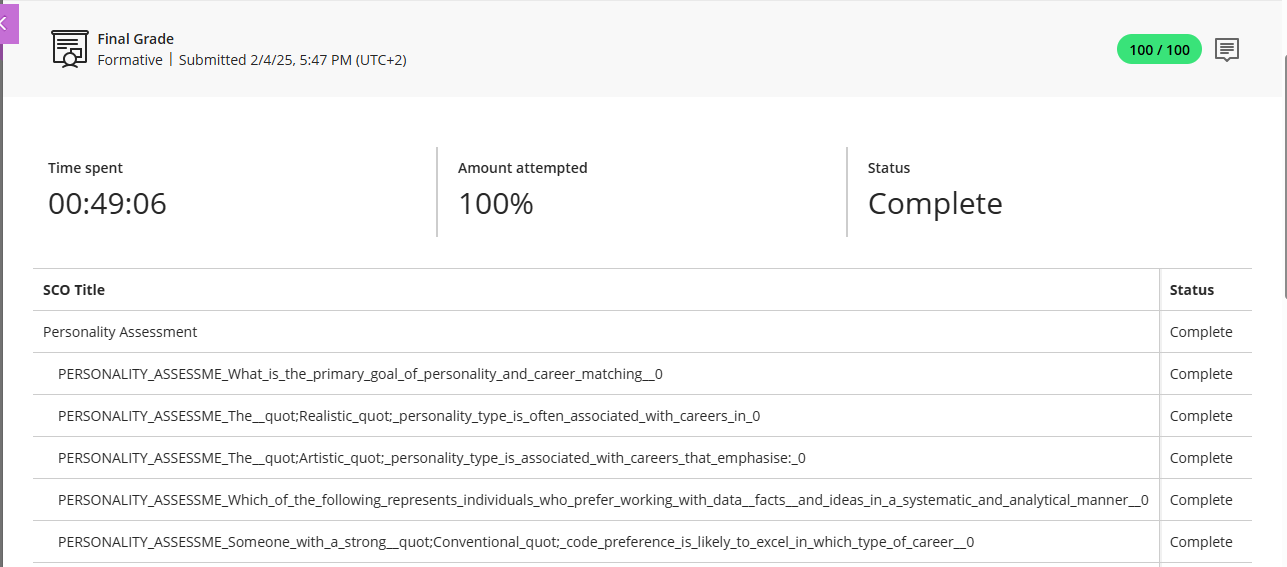 Final Grade
Formative | Submitted 2/4/25, 5:47 PM (UTC+2)
100 / 100
Time spent
00:49:06
Amount attempted
100%
Status
Complete
SCO Title Status
Personality Assessment Complete
PERSONALITY_ASSESSME_What_is_the_primary_goal_of_personality_and_career_matching__0 Complete
PERSONALITY_ASSESSME_The__quot;Realistic_quot;_personality_type_is_often_associated_with_careers_in_0 Complete
PERSONALITY_ASSESSME_The__quot;Artistic_quot;_personality_type_is_associated_with_careers_that_emphasise:_0 Complete
PERSONALITY_ASSESSME_Which_of_the_following_represents_individuals_who_prefer_working_with_data__facts__and_ideas_in_a_systematic_and_analytical_manner__0 Complete
PERSONALITY_ASSESSME_Someone_with_a_strong__quot;Conventional_quot;_code_preference_is_likely_to_excel_in_which_type_of_career__0 Complete